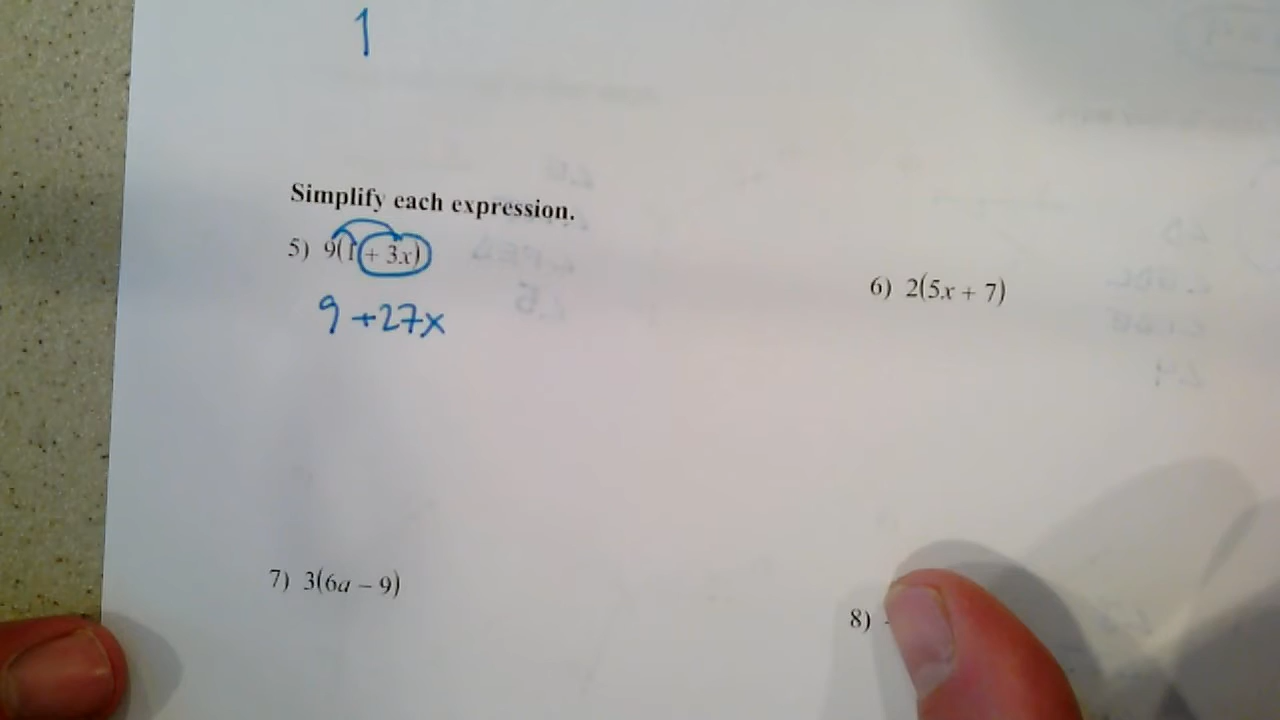 1
Simplify each expression.
5) 9(1 + 3x)
9 + 27x
6) 2(5x + 7)
7) 3(6a − 9)
8)